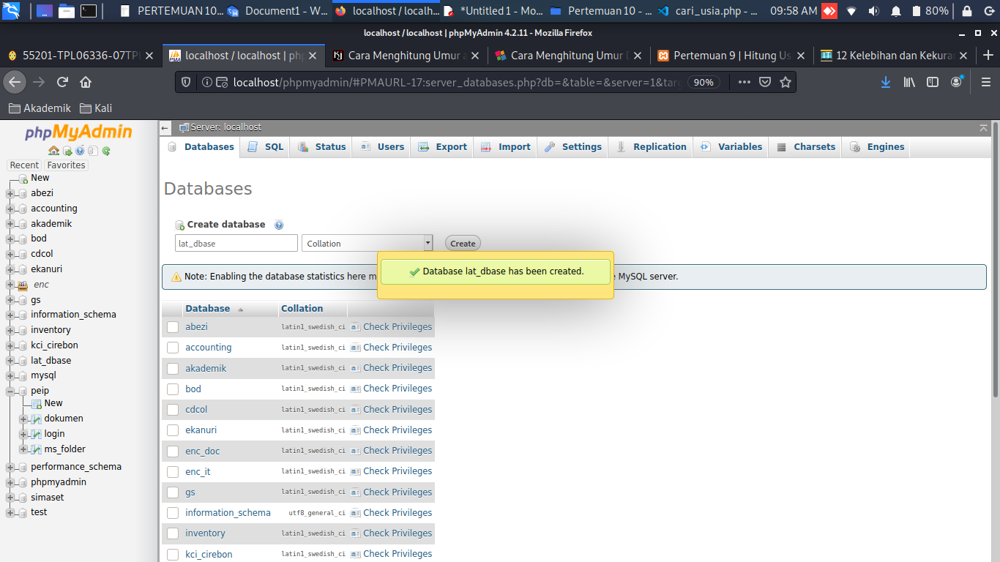 PERTEMUAN 10...
Document1 - W...
localhost / localh...
*Untitled 1 - Mo...
Pertemuan 10 - ...
cari_usia.php - ...
09:58 AM
80%
localhost / localhost | phpMyAdmin 4.2.11 - Mozilla Firefox
55201-TPL06336-07TPL
localhost / localhost | php
Cara Menghitung Umur a
Cara Menghitung Umur D
Pertemuan 9 | Hitung Us
12 Kelebihan dan Kekura
localhost/phpmyadmin/#PMAURL-17:server_databases.php?db=&table=&server=1&targ
90%
Akademik
Kali
phpMyAdmin
Recent
Favorites
New
abezi
accounting
akademik
bod
cdcol
ekanuri
enc
gs
information_schema
inventory
kci_cirebon
lat_dbase
mysql
peip
New
dokumen
login
ms_folder
performance_schema
phpmyadmin
simaset
test
Server: localhost
Databases
SQL
Status
Users
Export
Import
Settings
Replication
Variables
Charsets
Engines
Databases
Create database
lat_dbase
Collation
Create
Database lat_dbase has been created.
Note: Enabling the database statistics here m
MySQL server.
Database Collation
abezi latin1_swedish_ci Check Privileges
accounting latin1_swedish_ci Check Privileges
akademik latin1_swedish_ci Check Privileges
bod latin1_swedish_ci Check Privileges
cdcol latin1_swedish_ci Check Privileges
ekanuri latin1_swedish_ci Check Privileges
enc_doc latin1_swedish_ci Check Privileges
enc_it latin1_swedish_ci Check Privileges
gs latin1_swedish_ci Check Privileges
information_schema utf8_general_ci Check Privileges
inventory latin1_swedish_ci Check Privileges
kci_cirebon latin1_swedish_ci Check Privileges